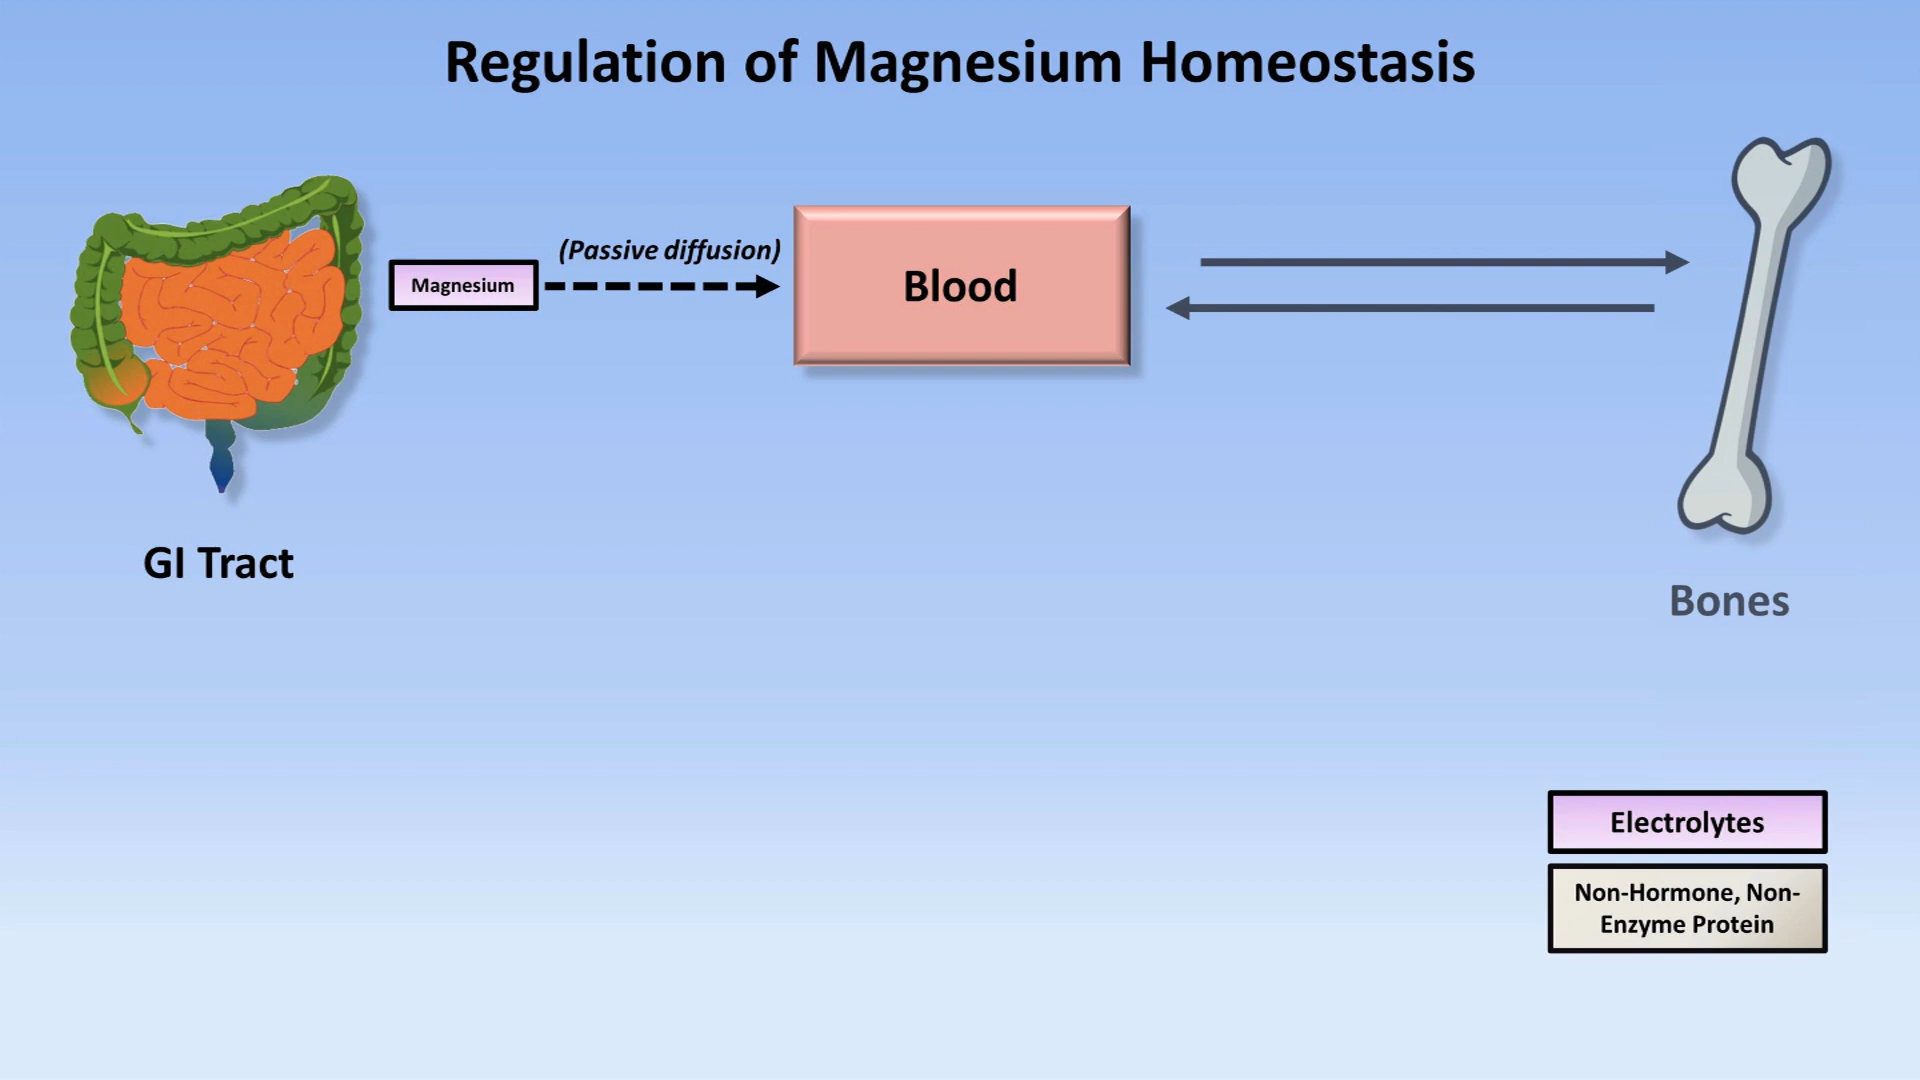 Regulation of Magnesium Homeostasis
(Passive diffusion)
Magnesium
Blood
GI Tract
Bones
Electrolytes
Non-Hormone, Non-
Enzyme Protein